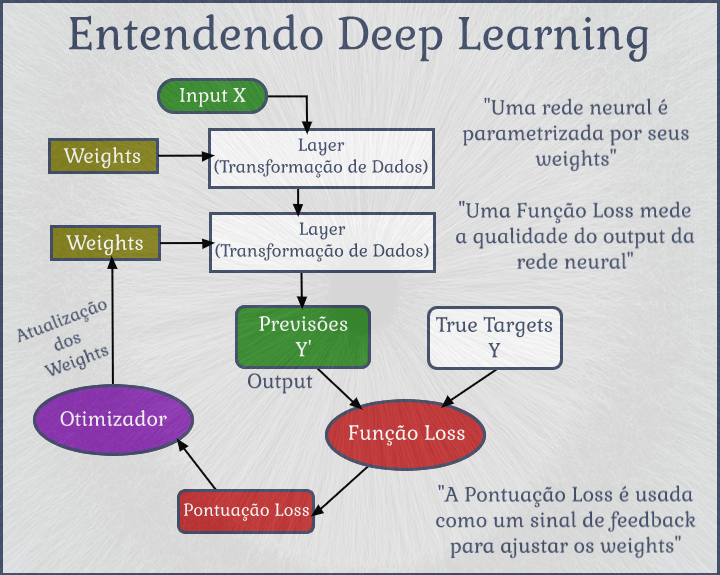 Entendendo Deep Learning
Input X
"Uma rede neural é
parametrizada por seus
weights"
Weights
Layer
(Transformação de Dados)
"Uma Função Loss mede
a qualidade do output da
rede neural"
Weights
Layer
(Transformação de Dados)
Atualização
dos
Weights
Previsões
Y'
True Targets
Y
Output
Otimizador
Função Loss
Pontuação Loss
"A Pontuação Loss é usada
como um sinal de feedback
para ajustar os weights"